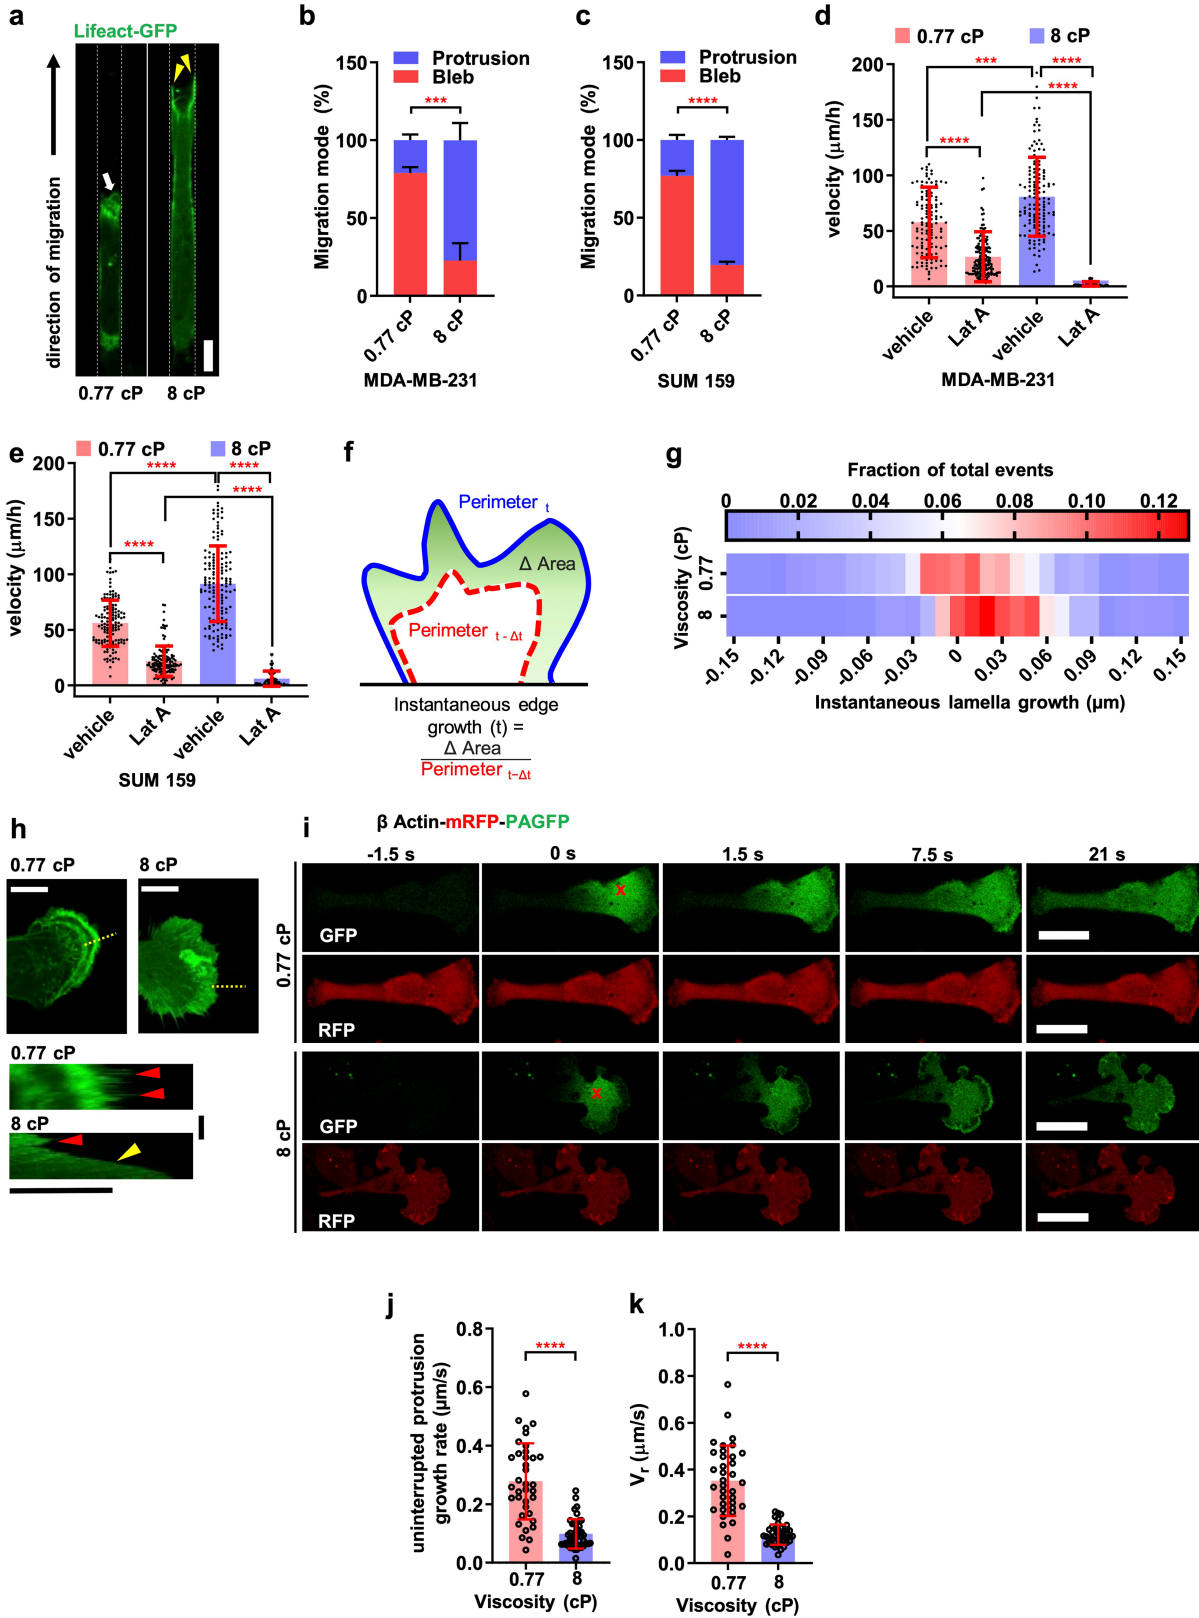 a
Lifeact-GFP
direction of migration
0.77 cP
8 cP
b
Protrusion
Bleb
Migration mode (%)
150
100
50
0
***
0.77 cP
8 cP
MDA-MB-231
c
Protrusion
Bleb
Migration mode (%)
150
100
50
0
****
0.77 cP
8 cP
SUM 159
d
0.77 cP
8 cP
velocity (μm/h)
200
150
100
50
0
***
****
****
****
vehicle
Lat A
vehicle
Lat A
MDA-MB-231
e
0.77 cP
8 cP
velocity (μm/h)
200
150
100
50
0
****
****
****
****
vehicle
Lat A
vehicle
Lat A
SUM 159
f
Perimeter t
Δ Area
Perimeter t - Δt
Instantaneous edge
growth (t) =
Δ Area
Perimeter t−Δt
g
Fraction of total events
0 0.02 0.04 0.06 0.08 0.10 0.12
Viscosity (cP)
0.77
8
-0.15 -0.12 -0.09 -0.06 -0.03 0 0.03 0.06 0.09 0.12 0.15
Instantaneous lamella growth (μm)
h
0.77 cP
8 cP
0.77 cP
8 cP
i
β Actin-mRFP-PAGFP
-1.5 s 0 s 1.5 s 7.5 s 21 s
0.77 cP
GFP
x
RFP
8 cP
GFP
x
RFP
j
uninterrupted protrusion
growth rate (μm/s)
0.8
0.6
0.4
0.2
0.0
****
0.77 8
Viscosity (cP)
k
Vr (μm/s)
1.0
0.8
0.6
0.4
0.2
0.0
****
0.77 8
Viscosity (cP)